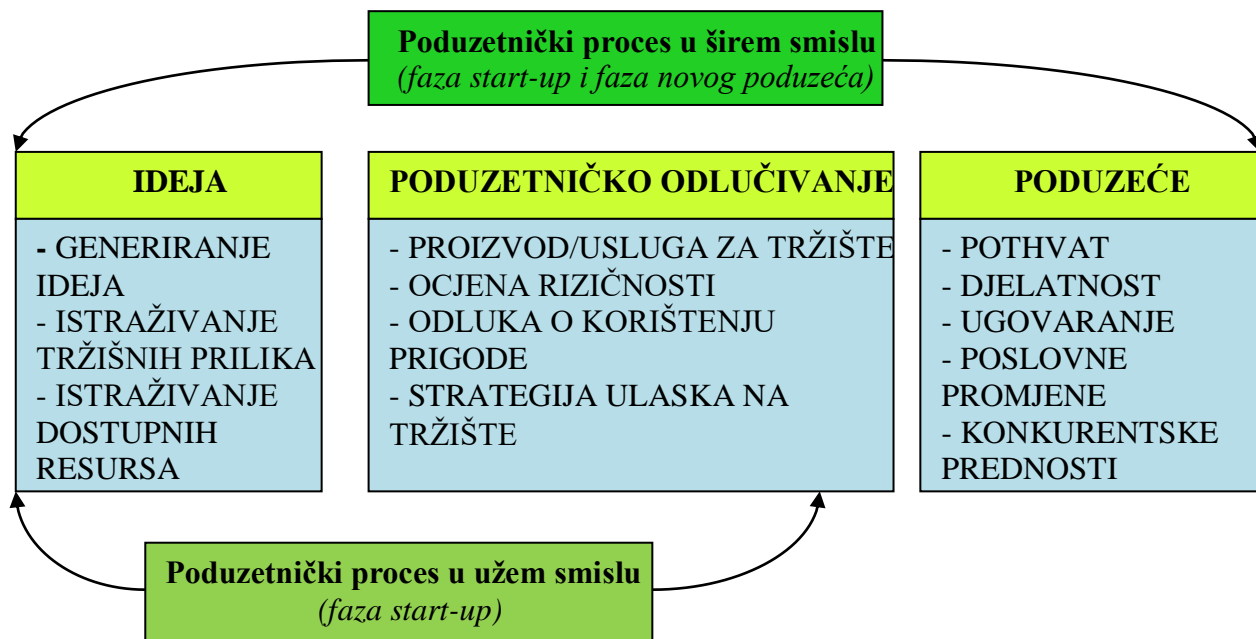 Poduzetnički proces u širem smislu
(faza start-up i faza novog poduzeća)
IDEJA
- GENERIRANJE
IDEJA
- ISTRAŽIVANJE
TRŽIŠNIH PRILIKA
- ISTRAŽIVANJE
DOSTUPNIH
RESURSA
PODUZETNIČKO ODLUČIVANJE
- PROIZVOD/USLUGA ZA TRŽIŠTE
- OCJENA RIZIČNOSTI
- ODLUKA O KORIŠTENJU
PRIGODE
- STRATEGIJA ULASKA NA
TRŽIŠTE
PODUZEĆE
- POTHVAT
- DJELATNOST
- UGOVARANJE
- POSLOVNE
PROMJENE
- KONKURENTSKE
PREDNOSTI
Poduzetnički proces u užem smislu
(faza start-up)